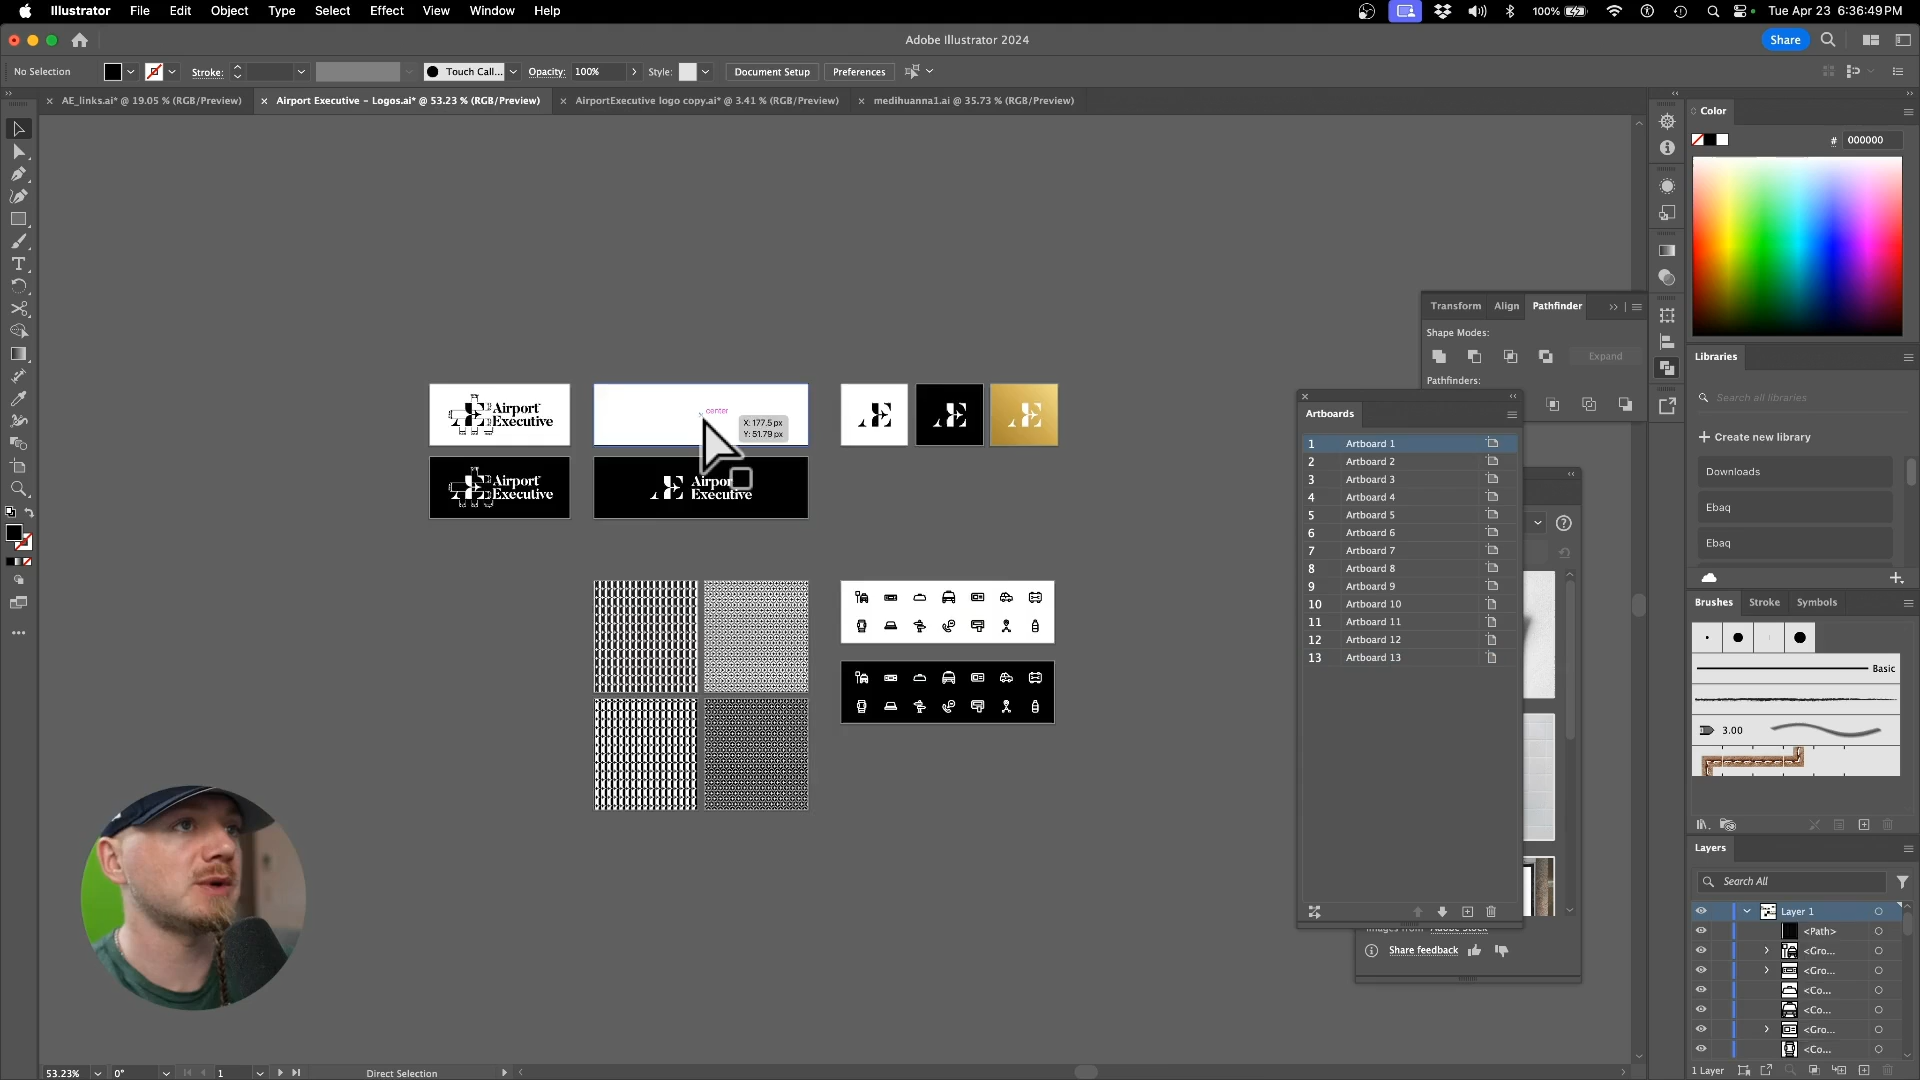 Illustrator File Edit Object Type Select Effect View Window Help 100% Tue Apr 23 6:36:49 PM
Adobe Illustrator 2024
Share
No Selection Stroke: Touch Call... Opacity: 100% Style: Document Setup Preferences
AE_links.ai* @ 19.05 % (RGB/Preview) Airport Executive – Logos.ai* @ 53.23 % (RGB/Preview) AirportExecutive logo copy.ai* @ 3.41 % (RGB/Preview) medihuanna1.ai @ 35.73 % (RGB/Preview)
Color
# 000000
Transform Align Pathfinder
Shape Modes:
Expand
Pathfinders:
Libraries
Search all libraries
Create new library
Downloads
Ebaq
Ebaq
Airport
Executive
center
X: 177.5 px
Y: 51.79 px
Airport
Executive
Airport
Executive
Artboards
1 Artboard 1
2 Artboard 2
3 Artboard 3
4 Artboard 4
5 Artboard 5
6 Artboard 6
7 Artboard 7
8 Artboard 8
9 Artboard 9
10 Artboard 10
11 Artboard 11
12 Artboard 12
13 Artboard 13
Share feedback
Brushes Stroke Symbols
Basic
3.00
Layers
Search All
Layer 1
<Path>
<Gro...
<Gro...
<Co...
<Co...
<Gro...
<Co...
1 Layer
53.23% 0° 1 Direct Selection